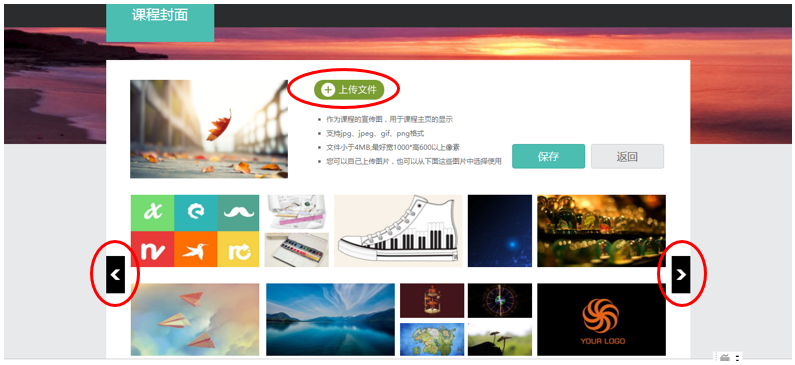 课程封面
上传文件
作为课程的宣传图，用于课程主页的显示
支持jpg、jpeg、gif、png格式
文件小于4MB,最好宽1000*高600以上像素
您可以自己上传图片，也可以从下面这些图片中选择使用
保存
返回
YOUR LOGO